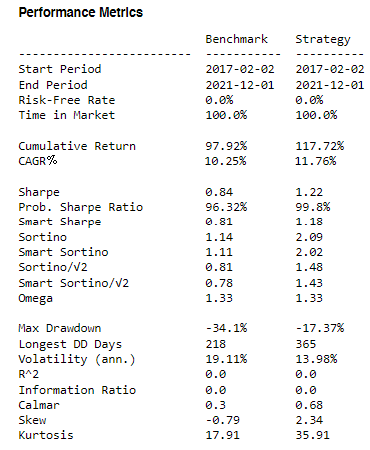 Performance Metrics
Benchmark Strategy
------------------------- ----------- ----------
Start Period 2017-02-02 2017-02-02
End Period 2021-12-01 2021-12-01
Risk-Free Rate 0.0% 0.0%
Time in Market 100.0% 100.0%
Cumulative Return 97.92% 117.72%
CAGR% 10.25% 11.76%
Sharpe 0.84 1.22
Prob. Sharpe Ratio 96.32% 99.8%
Smart Sharpe 0.81 1.18
Sortino 1.14 2.09
Smart Sortino 1.11 2.02
Sortino/√2 0.81 1.48
Smart Sortino/√2 0.78 1.43
Omega 1.33 1.33
Max Drawdown -34.1% -17.37%
Longest DD Days 218 365
Volatility (ann.) 19.11% 13.98%
R^2 0.0 0.0
Information Ratio 0.0 0.0
Calmar 0.3 0.68
Skew -0.79 2.34
Kurtosis 17.91 35.91